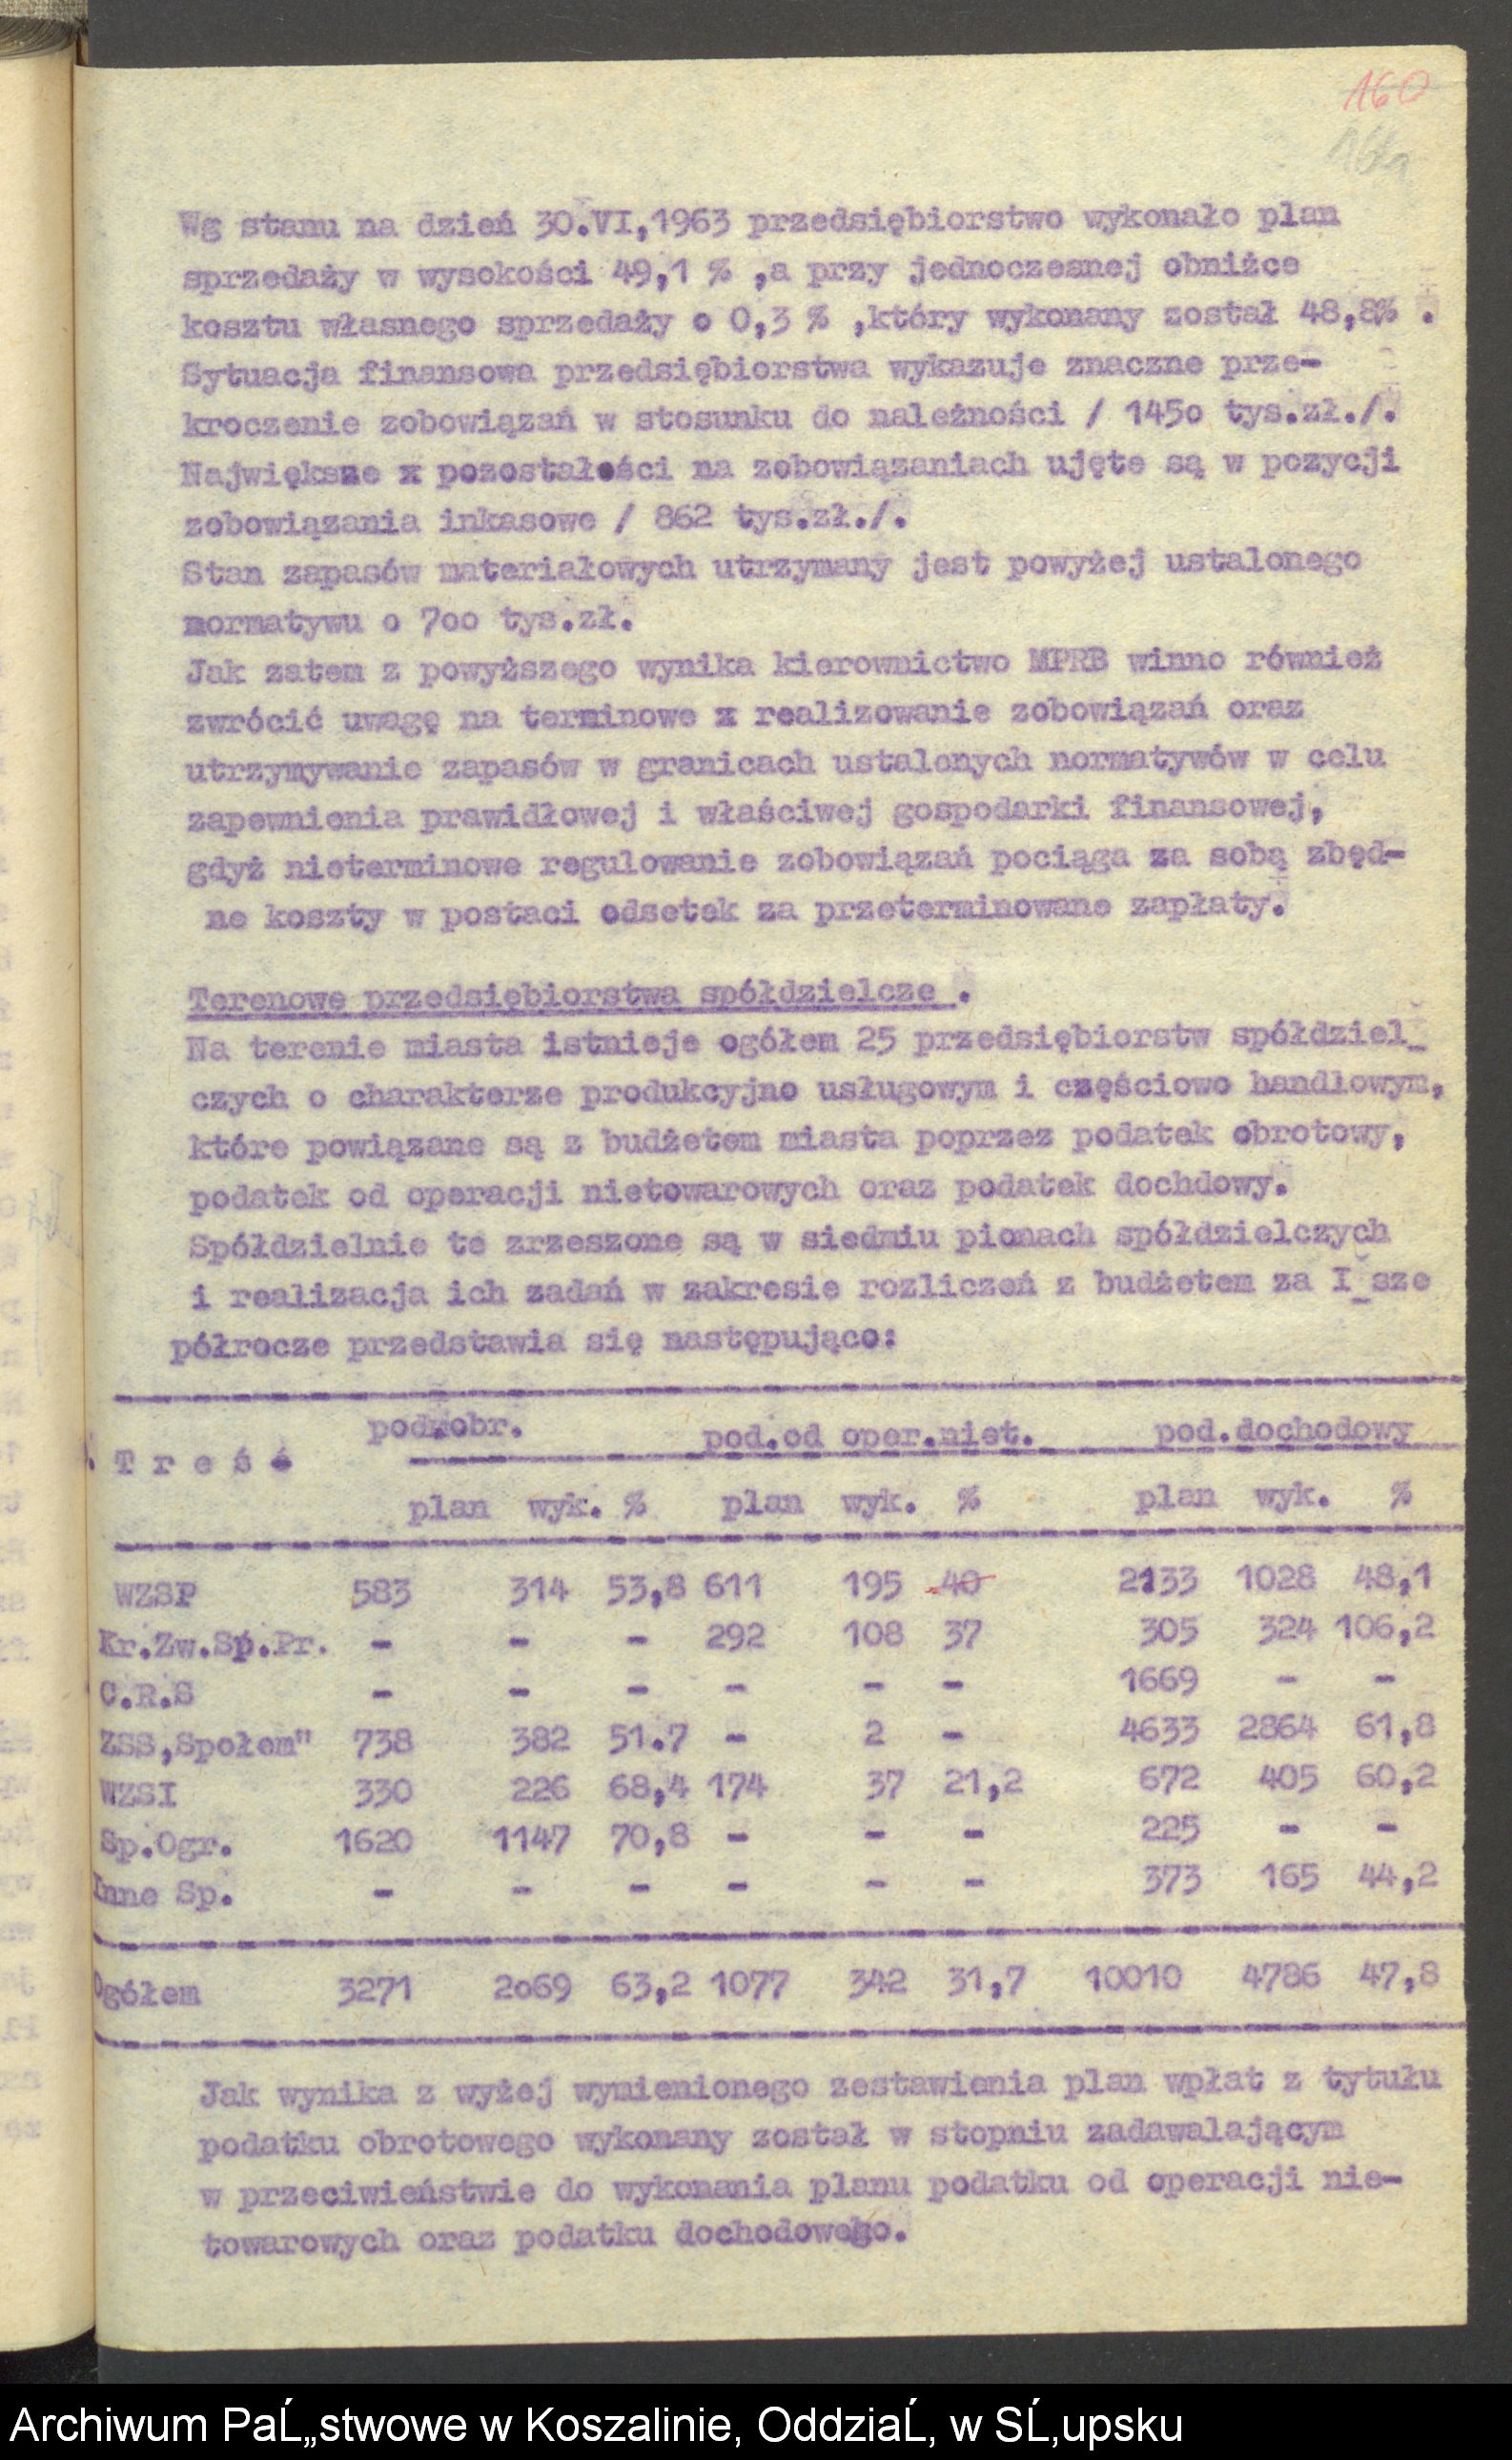 160
Wg stanu na dzień 30.VI,1963 przedsiębiorstwo wykonało plan
sprzedaży w wysokości 49,1 % ,a przy jednoczesnej obniżce
kosztu własnego sprzedaży o 0,3 % ,który wykonany został 48,8% .
Sytuacja finansowa przedsiębiorstwa wykazuje znaczne prze-
kroczenie zobowiązań w stosunku do należności / 145o tys.zł./.
Największe x pozostałości na zobowiązaniach ujęte są w pozycji
zobowiązania inkasowe / 862 tys.zł./.
Stan zapasów materiałowych utrzymany jest powyżej ustalonego
normatywu o 7oo tys.zł.
Jak zatem z powyższego wynika kierownictwo MPRB winno również
zwrócić uwagę na terminowe x realizowanie zobowiązań oraz
utrzymywanie zapasów w granicach ustalonych normatywów w celu
zapewnienia prawidłowej i właściwej gospodarki finansowej,
gdyż nieterminowe regulowanie zobowiązań pociąga za sobą zbęd-
ne koszty w postaci odsetek za przeterminowane zapłaty.
Terenowe przedsiębiorstwa spółdzielcze .
Na terenie miasta istnieje ogółem 25 przedsiębiorstw spółdziel_
czych o charakterze produkcyjno usługowym i częściowo handlowym,
które powiązane są z budżetem miasta poprzez podatek obrotowy,
podatek od operacji nietowarowych oraz podatek dochdowy.
Spółdzielnie te zrzeszone są w siedmiu pionach spółdzielczych
i realizacja ich zadań w zakresie rozliczeń z budżetem za I_sze
półrocze przedstawia się następująco:
T r e ś ć pod.obr. pod.od oper.niet. pod.dochodowy
plan wyk. % plan wyk. % plan wyk. %
WZSP 583 314 53,8 611 195 40 2133 1028 48,1
Kr.Zw.Sp.Pr. - - - 292 108 37 305 324 106,2
C.R.S - - - - - - 1669 - -
ZSS,Społem" 738 382 51.7 - 2 - 4633 2864 61,8
WZSI 330 226 68,4 174 37 21,2 672 405 60,2
Sp.Ogr. 1620 1147 70,8 - - - 225 - -
Inne Sp. - - - - - - 373 165 44,2
Ogółem 3271 2o69 63,2 1077 342 31,7 10010 4786 47,8
Jak wynika z wyżej wymienionego zestawienia plan wpłat z tytułu
podatku obrotowego wykonany został w stopniu zadawalającym
w przeciwieństwie do wykonania planu podatku od operacji nie-
towarowych oraz podatku dochodowego.
Archiwum PaĹ„stwowe w Koszalinie, OddziaĹ‚ w SĹ‚upsku